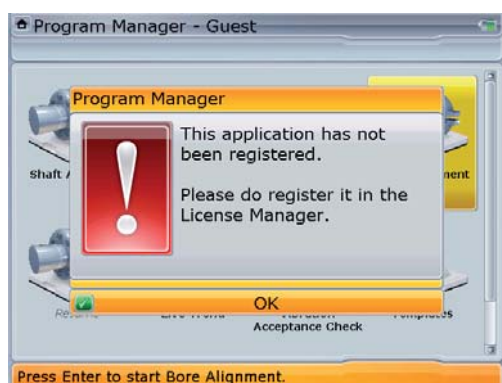 Program Manager - Guest
Program Manager
This application has not
been registered.
Please do register it in the
License Manager.
Shaft
ment
OK
Acceptance Check
Press Enter to start Bore Alignment.